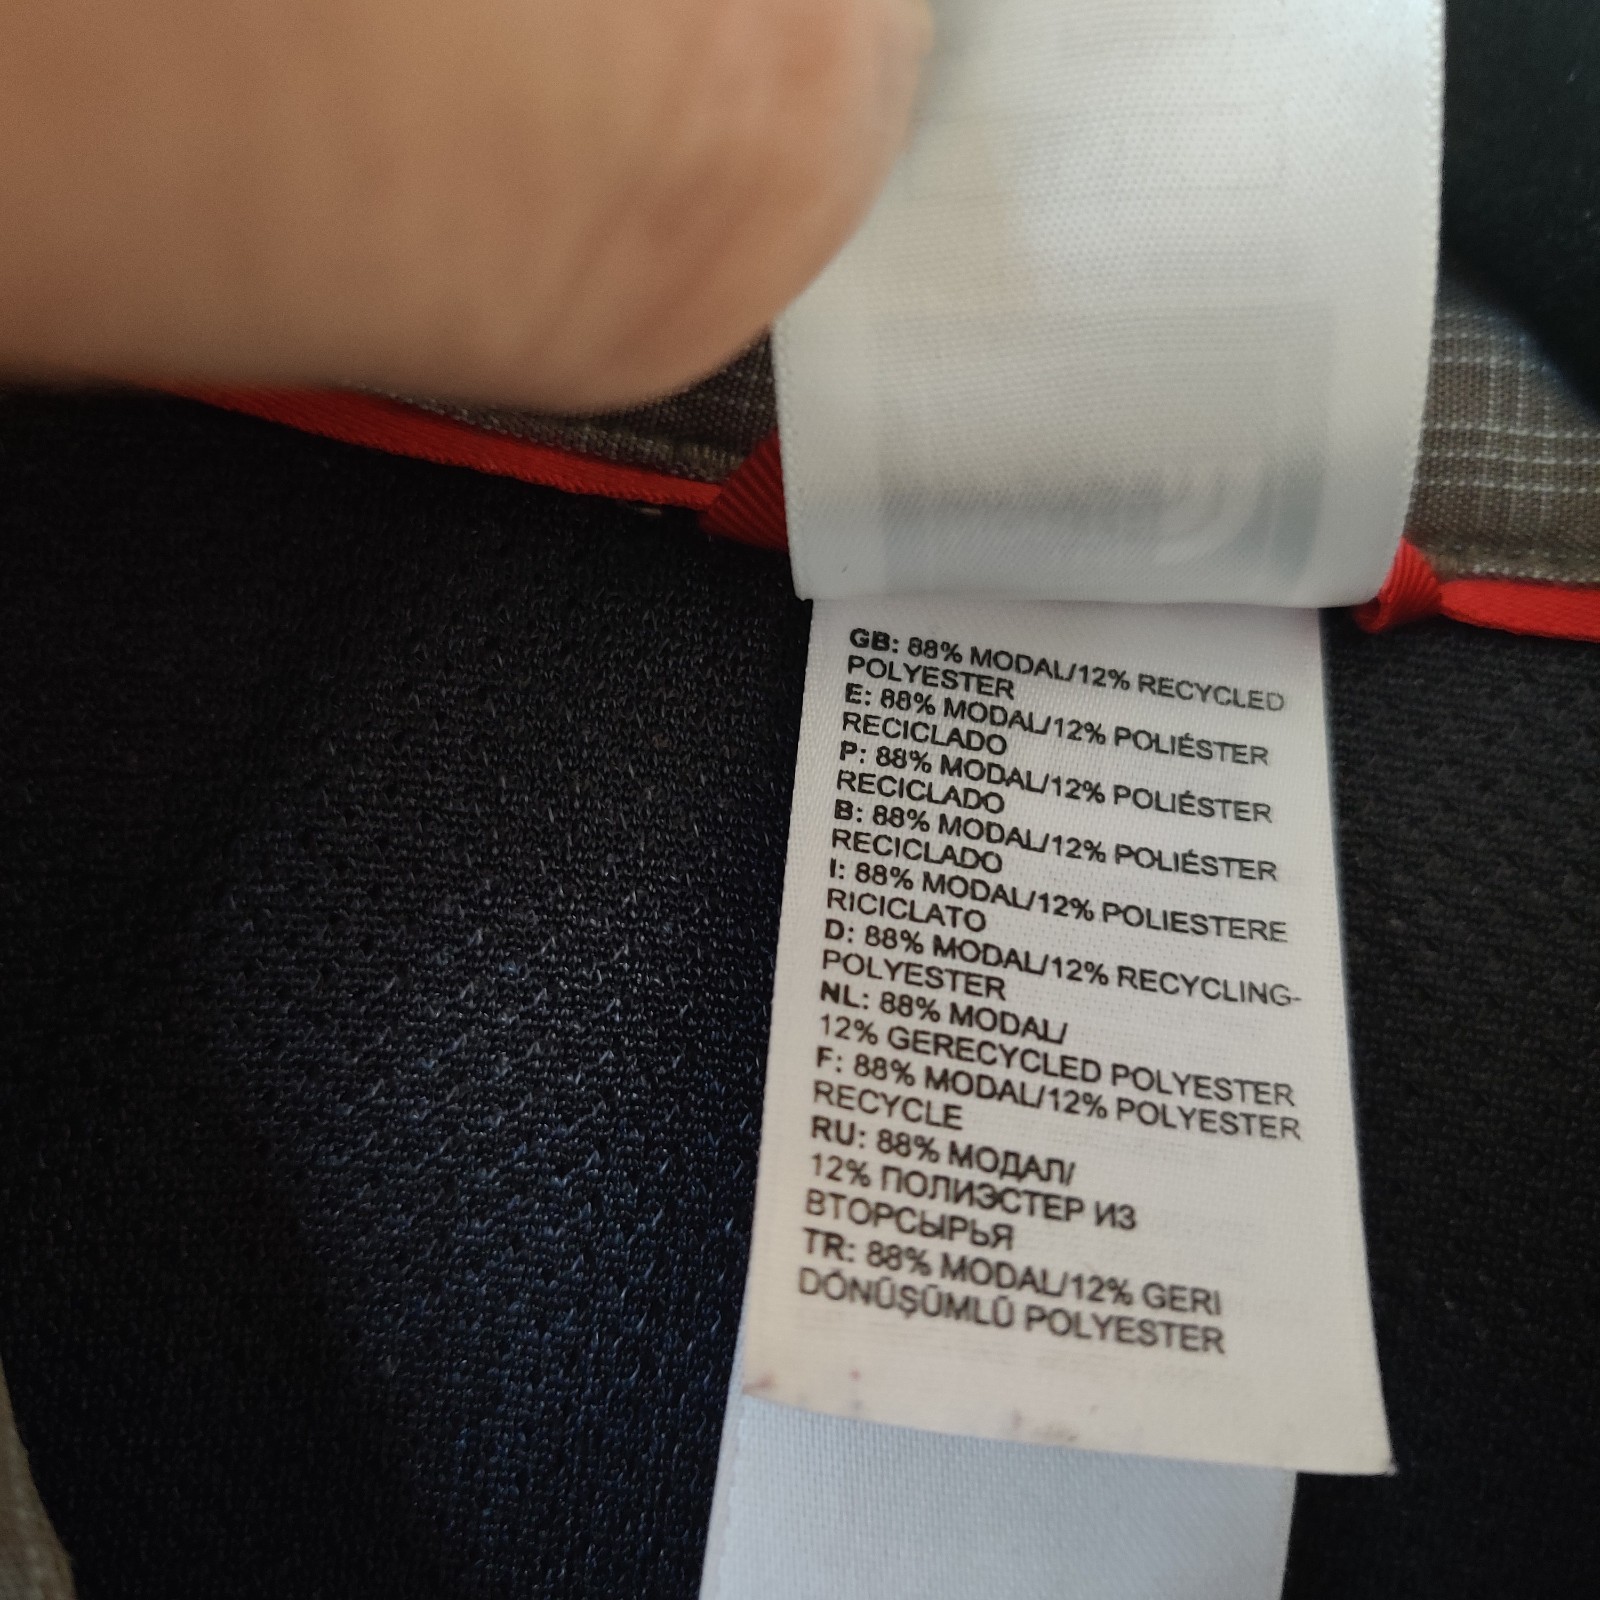 GB: 88% MODAL/12% RECYCLED
POLYESTER
E: 88% MODAL/12% POLIÉSTER
RECICLADO
P: 88% MODAL/12% POLIÉSTER
RECICLADO
B: 88% MODAL/12% POLIÉSTER
RECICLADO
I: 88% MODAL/12% POLIESTERE
RICICLATO
D: 88% MODAL/12% RECYCLING-
POLYESTER
NL: 88% MODAL/
12% GERECYCLED POLYESTER
F: 88% MODAL/12% POLYESTER
RECYCLE
RU: 88% МОДАЛ/
12% ПОЛИЭСТЕР ИЗ
ВТОРСЫРЬЯ
TR: 88% MODAL/12% GERI
DÖNÜŞÜMLÜ POLYESTER